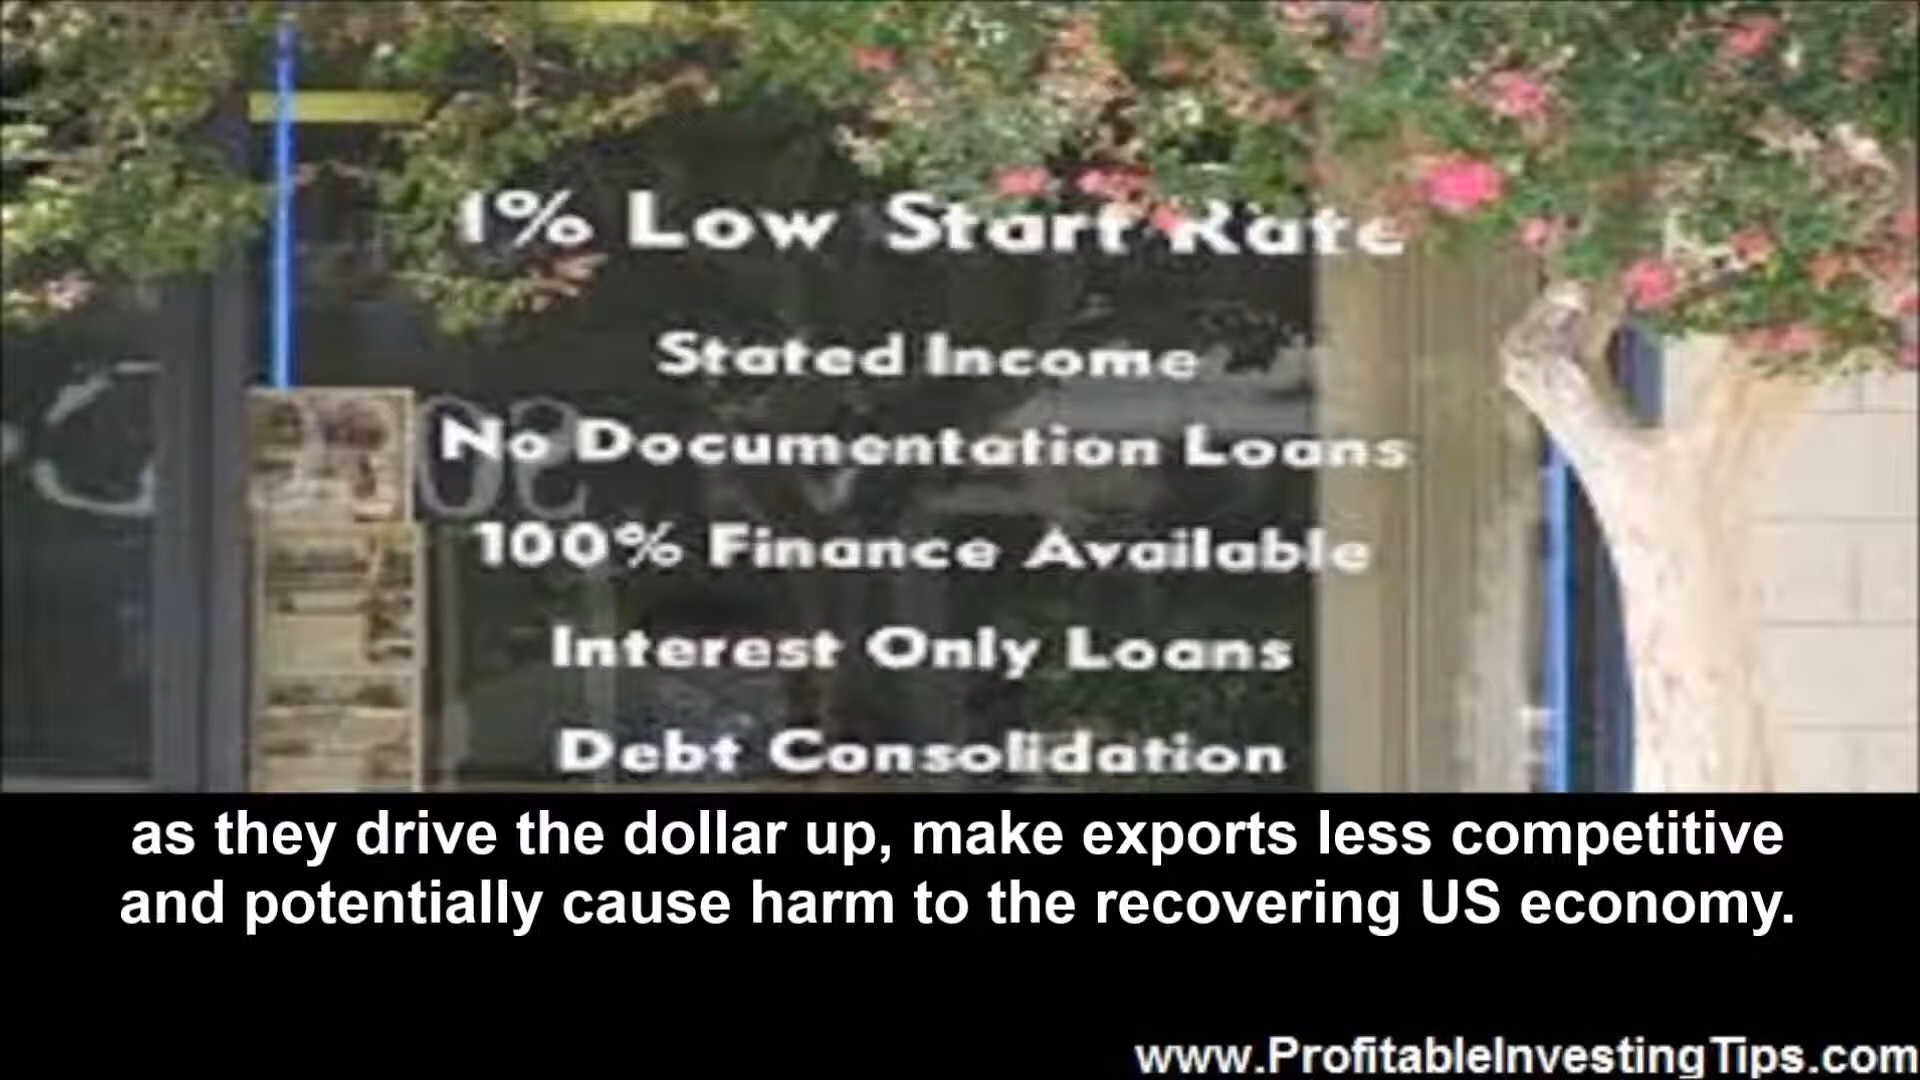 1% Low Start Rate
Stated Income
No Documentation Loans
100% Finance Available
Interest Only Loans
Debt Consolidation
as they drive the dollar up, make exports less competitive
and potentially cause harm to the recovering US economy.
www.ProfitableInvestingTips.com